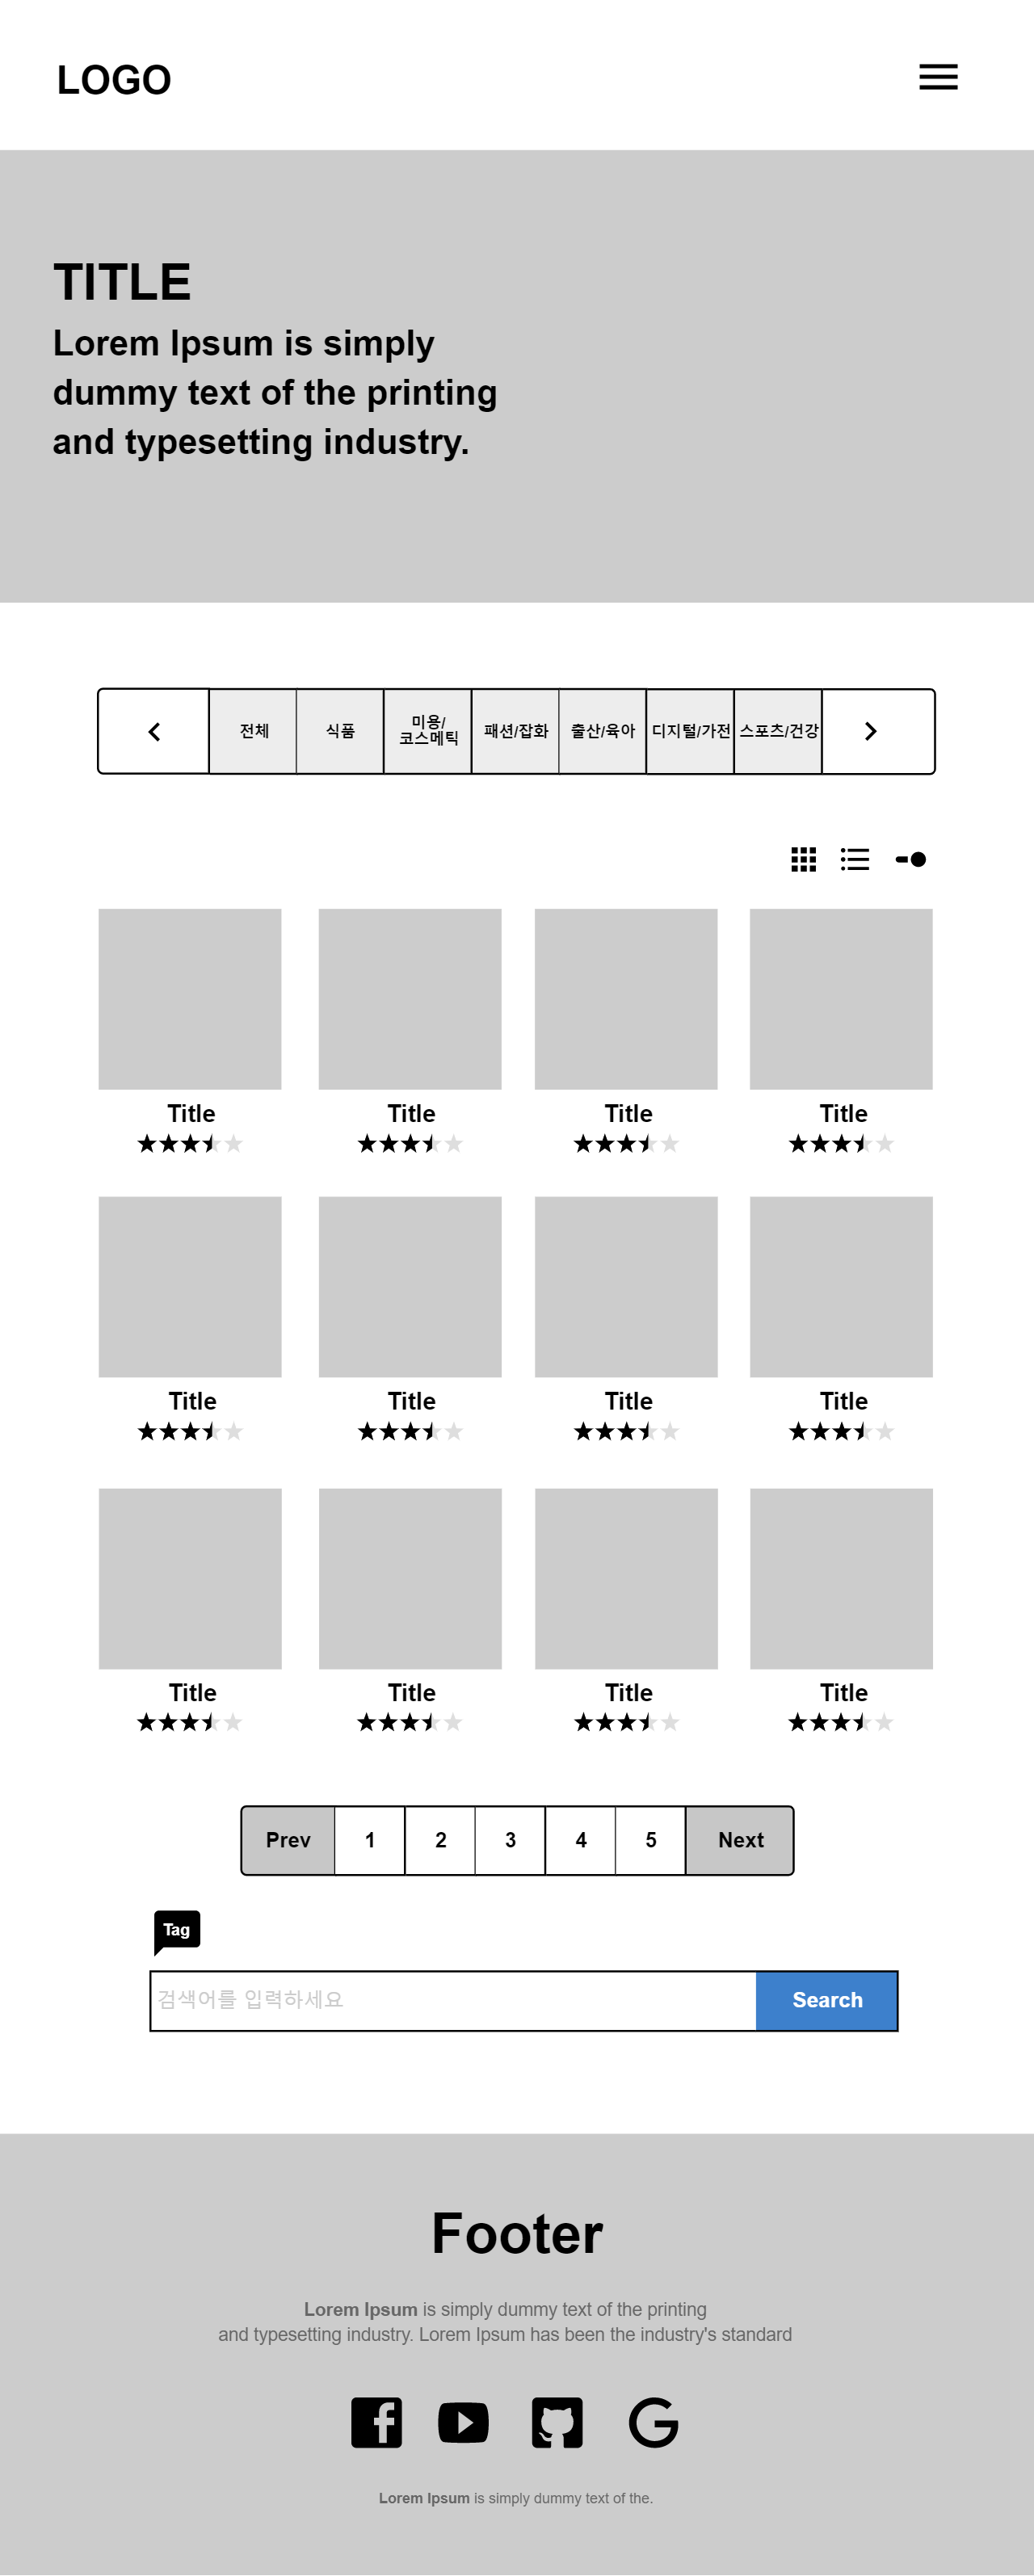 LOGO
TITLE
Lorem Ipsum is simply
dummy text of the printing
and typesetting industry.
전체
식품
미용/
코스메틱
패션/잡화
출산/육아
디지털/가전
스포츠/건강
Title
Title
Title
Title
Title
Title
Title
Title
Title
Title
Title
Title
Prev
1
2
3
4
5
Next
Tag
검색어를 입력하세요
Search
Footer
Lorem Ipsum is simply dummy text of the printing
and typesetting industry. Lorem Ipsum has been the industry's standard
Lorem Ipsum is simply dummy text of the.